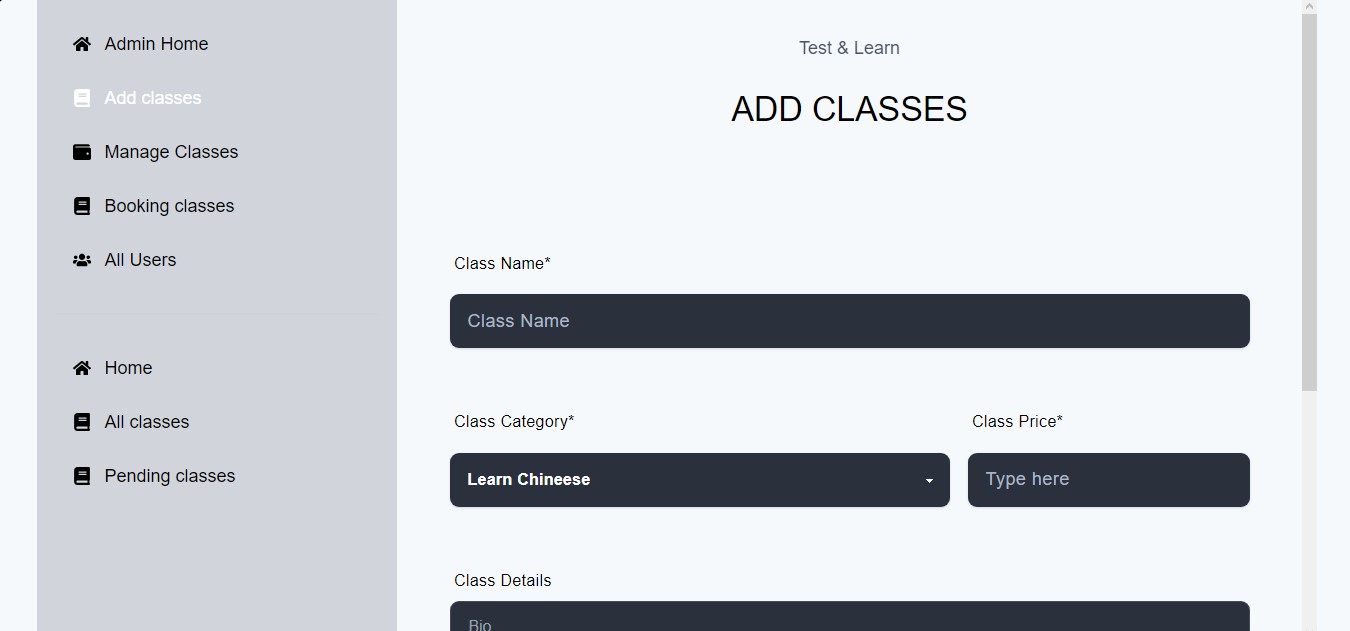 Admin Home
Add classes
Manage Classes
Booking classes
All Users
Home
All classes
Pending classes
Test & Learn
ADD CLASSES
Class Name*
Class Name
Class Category*
Class Price*
Learn Chineese
Type here
Class Details
Bio